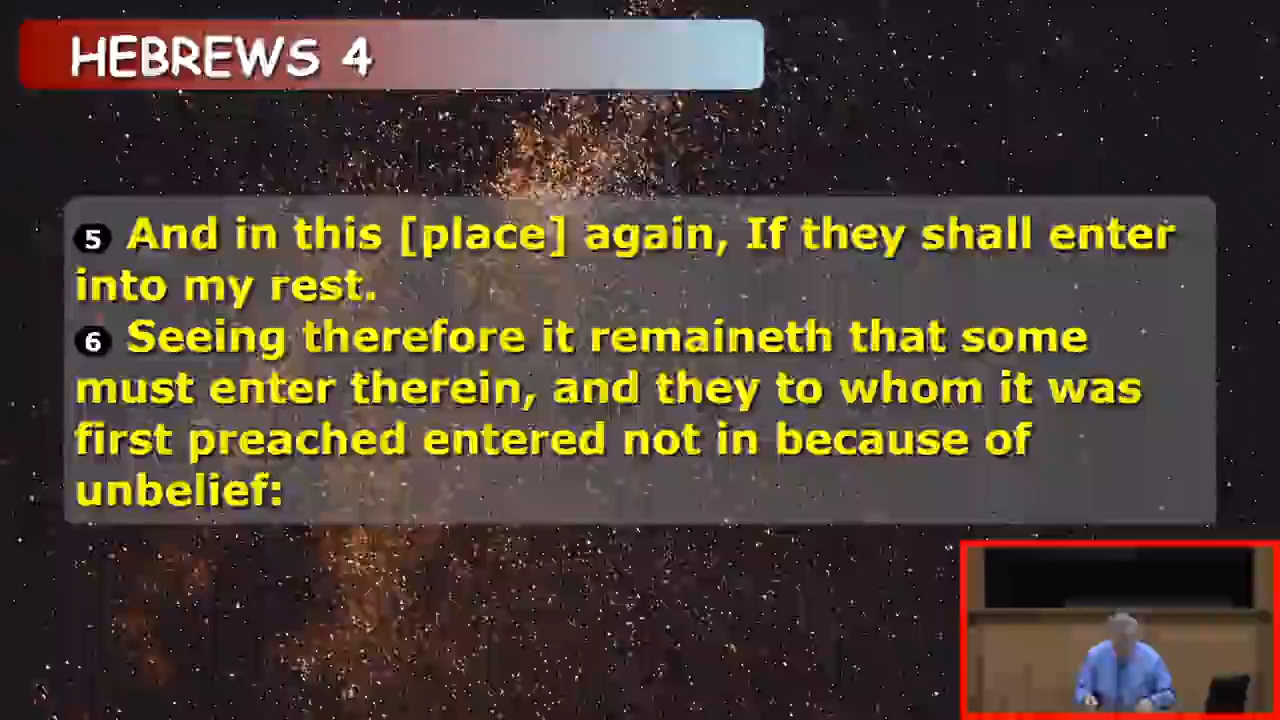 HEBREWS 4
5 And in this [place] again, If they shall enter
into my rest.
6 Seeing therefore it remaineth that some
must enter therein, and they to whom it was
first preached entered not in because of
unbelief: